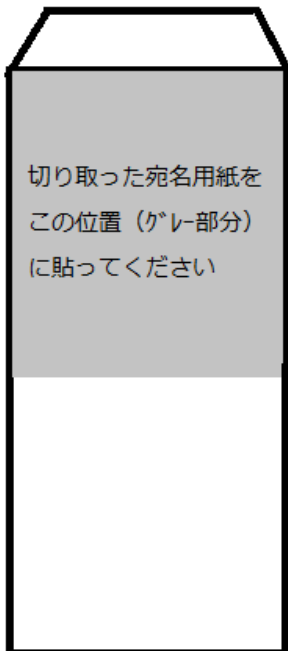 切り取った宛名用紙を
この位置（ｸﾞﾚｰ部分）
に貼ってください